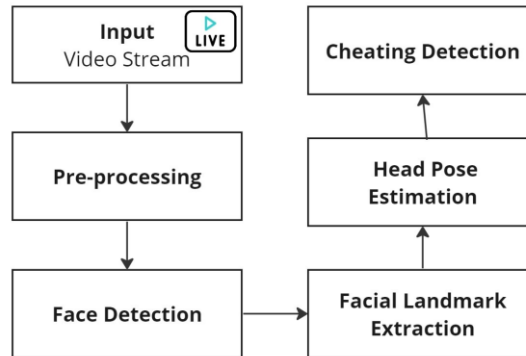 Input
Video Stream
LIVE
Pre-processing
Face Detection
Facial Landmark
Extraction
Head Pose
Estimation
Cheating Detection